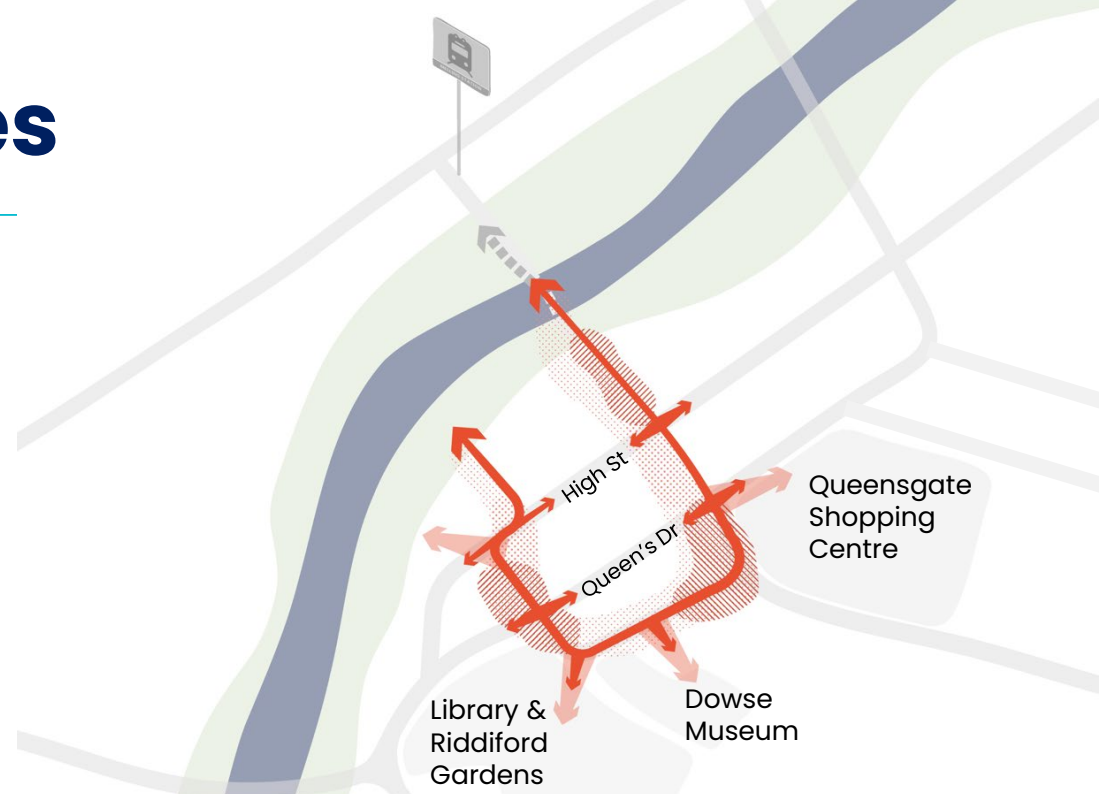 es
High St
Queen's Dr
Queensgate
Shopping
Centre
Library &
Riddiford
Gardens
Dowse
Museum